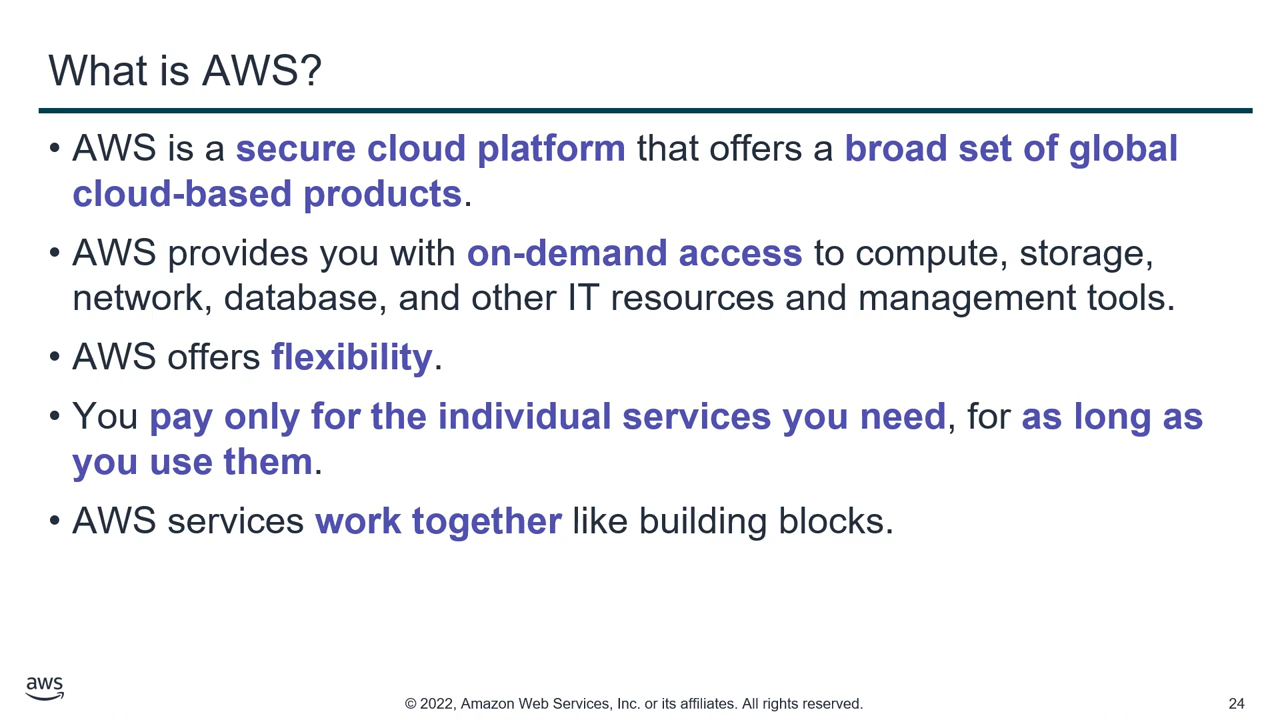 What is AWS?
• AWS is a secure cloud platform that offers a broad set of global
cloud-based products.
• AWS provides you with on-demand access to compute, storage,
network, database, and other IT resources and management tools.
• AWS offers flexibility.
• You pay only for the individual services you need, for as long as
you use them.
• AWS services work together like building blocks.
aws
© 2022, Amazon Web Services, Inc. or its affiliates. All rights reserved.
24